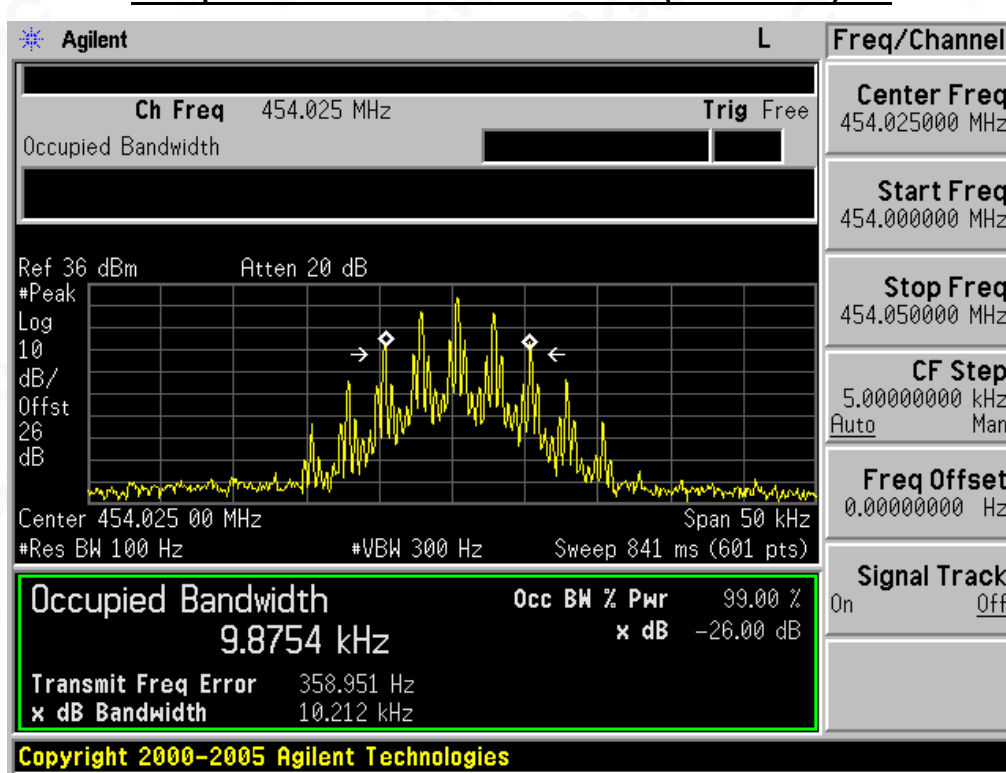 Agilent L
Ch Freq 454.025 MHz Trig Free
Occupied Bandwidth
Ref 36 dBm Atten 20 dB
#Peak
Log
10
dB/
Offst
26
dB
Center 454.025 00 MHz Span 50 kHz
#Res BW 100 Hz #VBW 300 Hz Sweep 841 ms (601 pts)
Occupied Bandwidth
9.8754 kHz
Occ BW % Pwr 99.00 %
x dB -26.00 dB
Transmit Freq Error 358.951 Hz
x dB Bandwidth 10.212 kHz
Copyright 2000-2005 Agilent Technologies
Freq/Channel
Center Freq
454.025000 MHz
Start Freq
454.000000 MHz
Stop Freq
454.050000 MHz
CF Step
5.00000000 kHz
Auto Man
Freq Offset
0.00000000 Hz
Signal Track
On Off